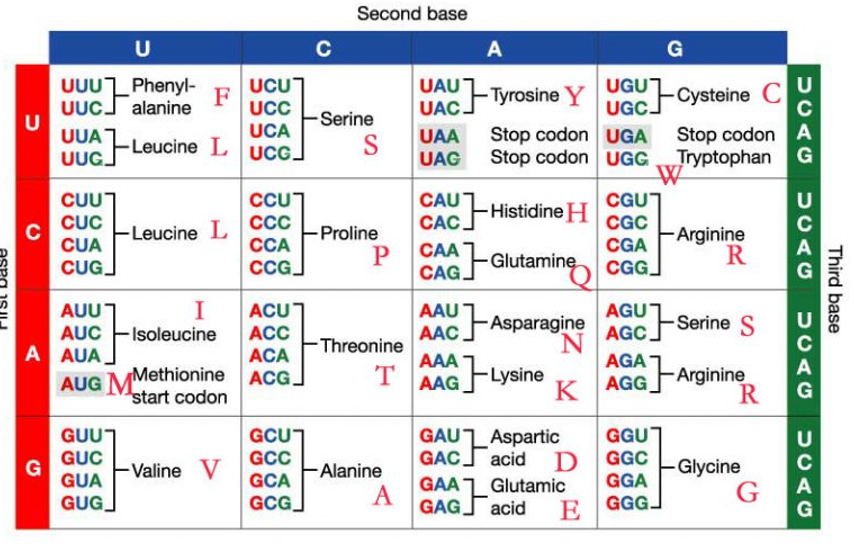 Second base
U C A G
First base
Third base
U
UUU
UUC
Phenyl-
alanine F
UUA
UUG
Leucine L
UCU
UCC
UCA
UCG
Serine
S
UAU
UAC
Tyrosine Y
UAA Stop codon
UAG Stop codon
UGU
UGC
Cysteine C
UGA Stop codon
UGG Tryptophan
W
U
C
A
G
C
CUU
CUC
CUA
CUG
Leucine L
CCU
CCC
CCA
CCG
Proline
P
CAU
CAC
Histidine H
CAA
CAG
Glutamine
Q
CGU
CGC
CGA
CGG
Arginine
R
U
C
A
G
A
AUU
AUC
AUA
I
Isoleucine
AUG M Methionine
start codon
ACU
ACC
ACA
ACG
Threonine
T
AAU
AAC
Asparagine
N
AAA
AAG
Lysine
K
AGU
AGC
Serine S
AGA
AGG
Arginine
R
U
C
A
G
G
GUU
GUC
GUA
GUG
Valine V
GCU
GCC
GCA
GCG
Alanine
A
GAU
GAC
Aspartic
acid D
GAA
GAG
Glutamic
acid E
GGU
GGC
GGA
GGG
Glycine
G
U
C
A
G